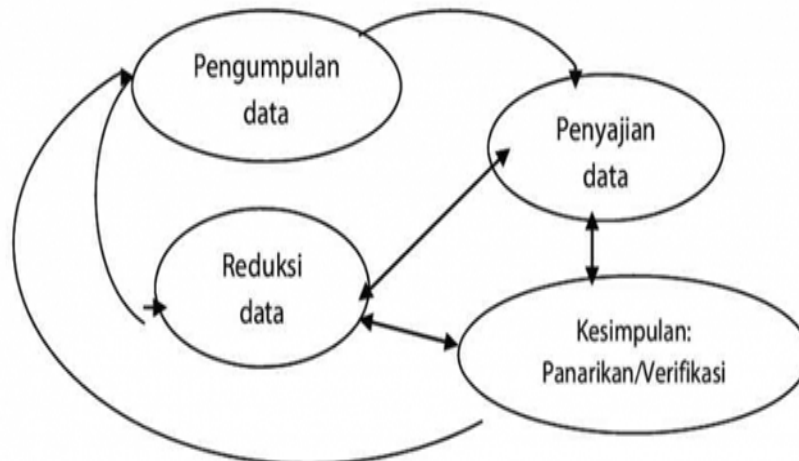 Pengumpulan
data
Penyajian
data
Reduksi
data
Kesimpulan:
Panarikan/Verifikasi